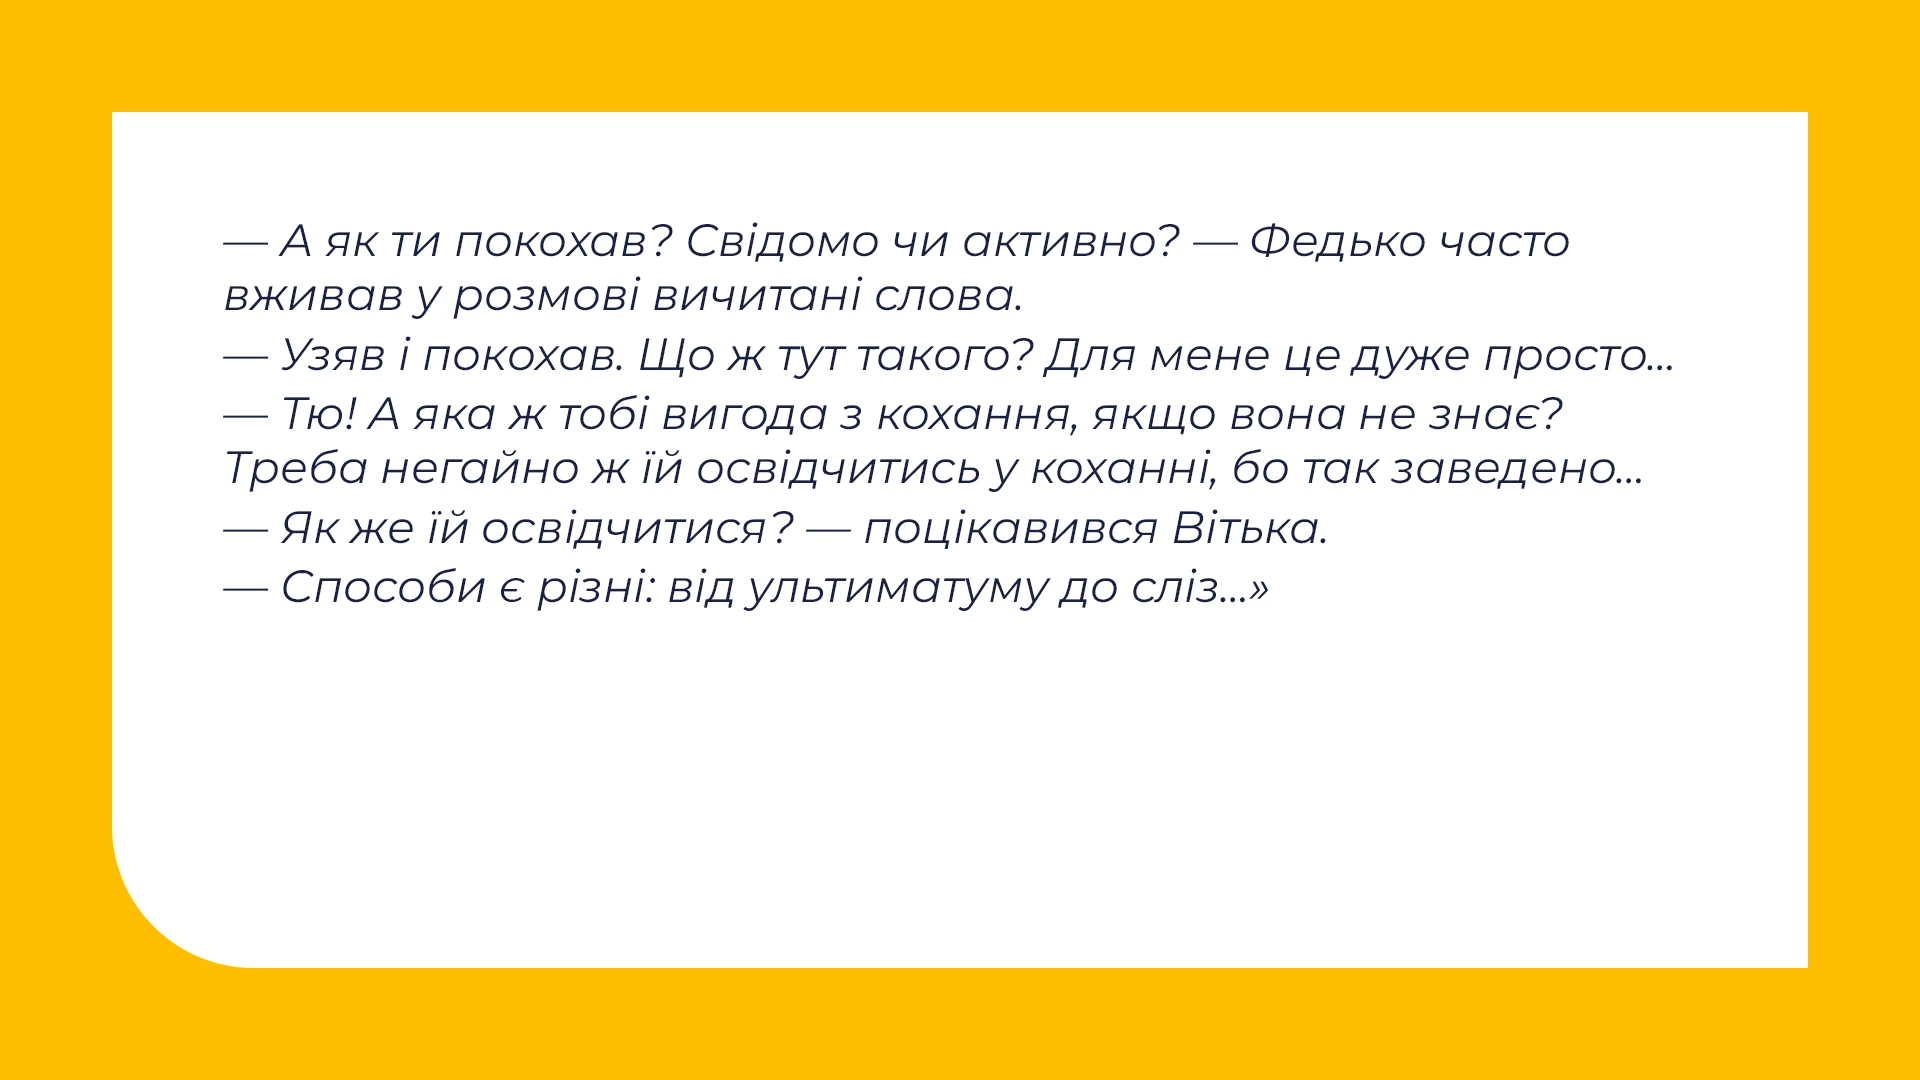 — А як ти покохав? Свідомо чи активно? — Федько часто
вживав у розмові вичитані слова.
— Узяв і покохав. Що ж тут такого? Для мене це дуже просто...
— Тю! А яка ж тобі вигода з кохання, якщо вона не знає?
Треба негайно ж їй освідчитись у коханні, бо так заведено...
— Як же їй освідчитися? — поцікавився Вітька.
— Способи є різні: від ультиматуму до сліз...»